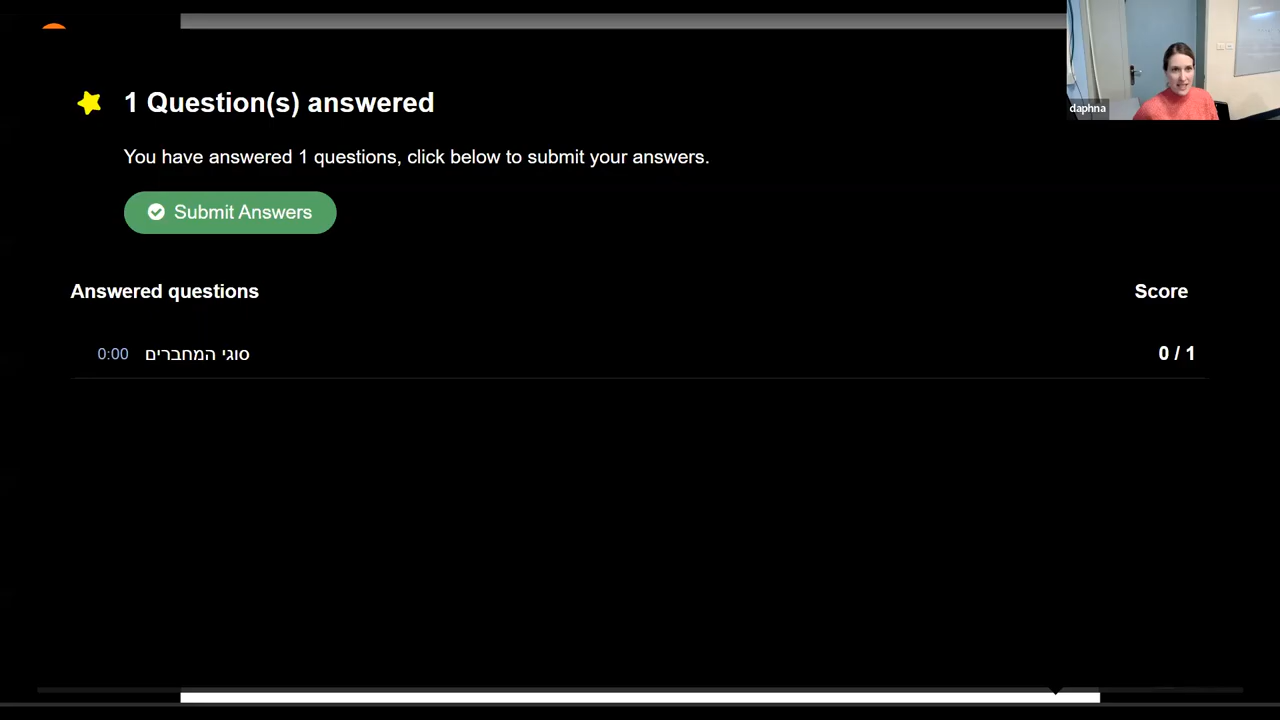 daphna
1 Question(s) answered
You have answered 1 questions, click below to submit your answers.
Submit Answers
Answered questions Score
0:00 סוגי המחברים 0 / 1